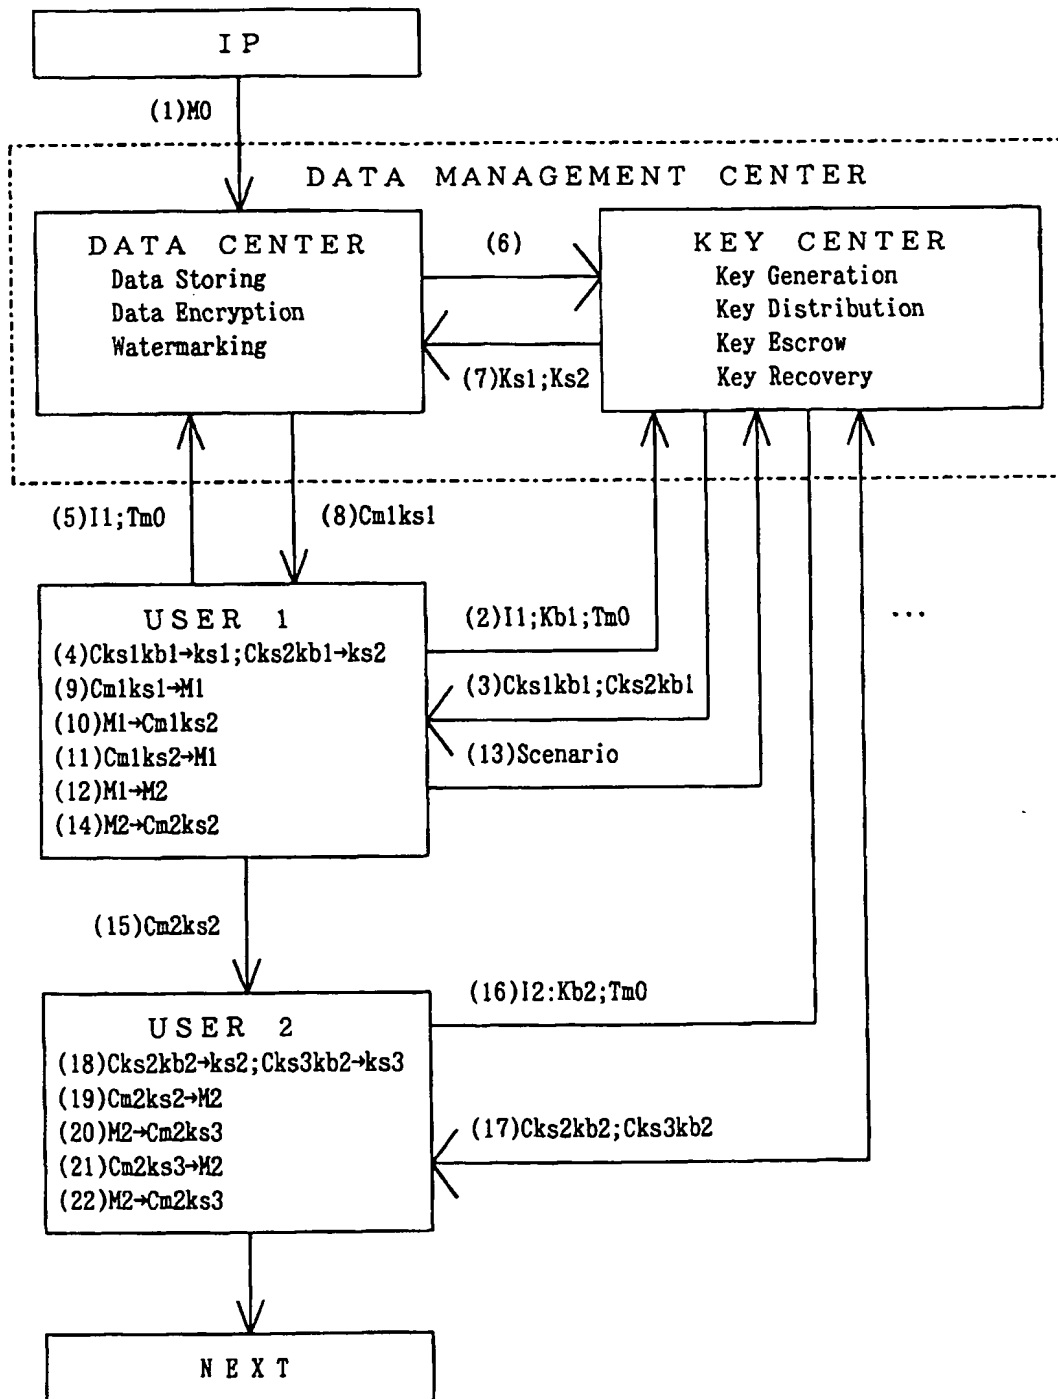 IP
(1)M0
DATA MANAGEMENT CENTER
DATA CENTER
Data Storing
Data Encryption
Watermarking
(6)
(7)Ks1;Ks2
KEY CENTER
Key Generation
Key Distribution
Key Escrow
Key Recovery
(5)I1;Tm0
(8)Cm1ks1
USER 1
(4)Cks1kb1→ks1;Cks2kb1→ks2
(9)Cm1ks1→M1
(10)M1→Cm1ks2
(11)Cm1ks2→M1
(12)M1→M2
(14)M2→Cm2ks2
(2)I1;Kb1;Tm0
(3)Cks1kb1;Cks2kb1
(13)Scenario
...
(15)Cm2ks2
USER 2
(18)Cks2kb2→ks2;Cks3kb2→ks3
(19)Cm2ks2→M2
(20)M2→Cm2ks3
(21)Cm2ks3→M2
(22)M2→Cm2ks3
(16)I2:Kb2;Tm0
(17)Cks2kb2;Cks3kb2
NEXT